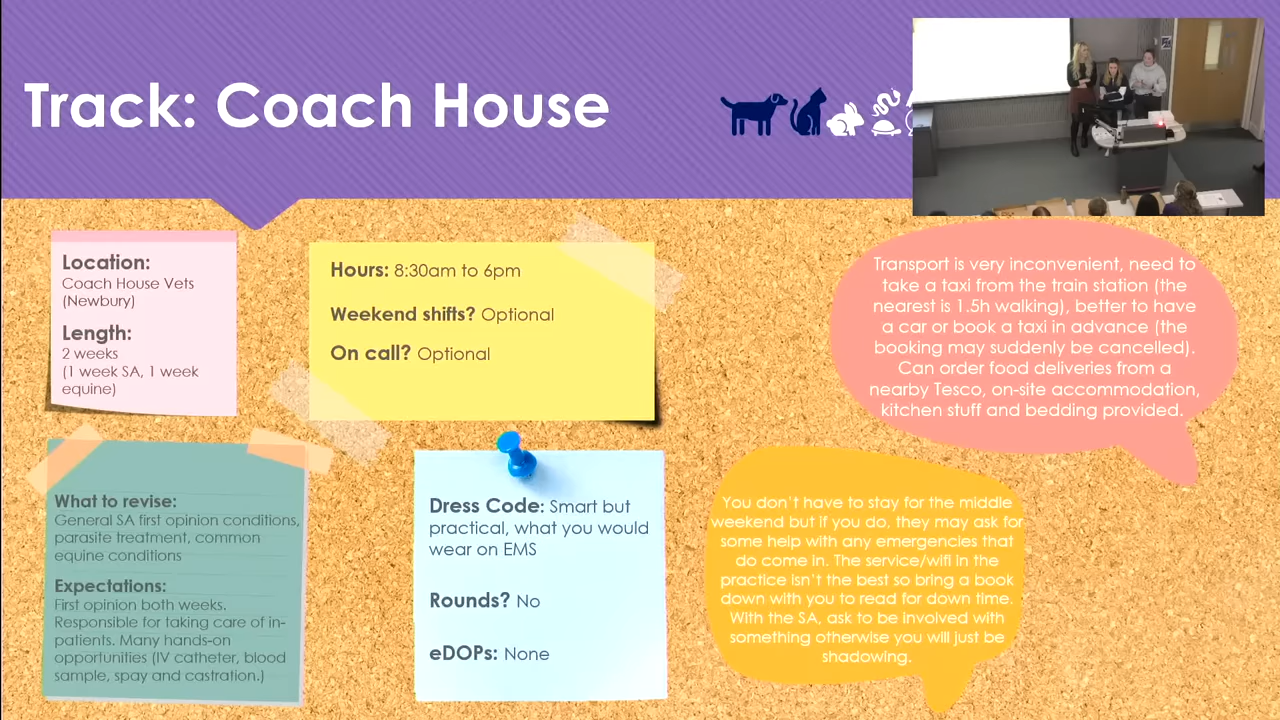 Track: Coach House
Location:
Coach House Vets
(Newbury)
Length:
2 weeks
(1 week SA, 1 week
equine)
Hours: 8:30am to 6pm
Weekend shifts? Optional
On call? Optional
Transport is very inconvenient, need to
take a taxi from the train station (the
nearest is 1.5h walking), better to have
a car or book a taxi in advance (the
booking may suddenly be cancelled).
Can order food deliveries from a
nearby Tesco, on-site accommodation,
kitchen stuff and bedding provided.
What to revise:
General SA first opinion conditions,
parasite treatment, common
equine conditions
Expectations:
First opinion both weeks.
Responsible for taking care of in-
patients. Many hands-on
opportunities (IV catheter, blood
sample, spay and castration.)
Dress Code: Smart but
practical, what you would
wear on EMS
Rounds? No
eDOPs: None
You don't have to stay for the middle
weekend but if you do, they may ask for
some help with any emergencies that
do come in. The service/wifi in the
practice isn't the best so bring a book
down with you to read for down time.
With the SA, ask to be involved with
something otherwise you will just be
shadowing.